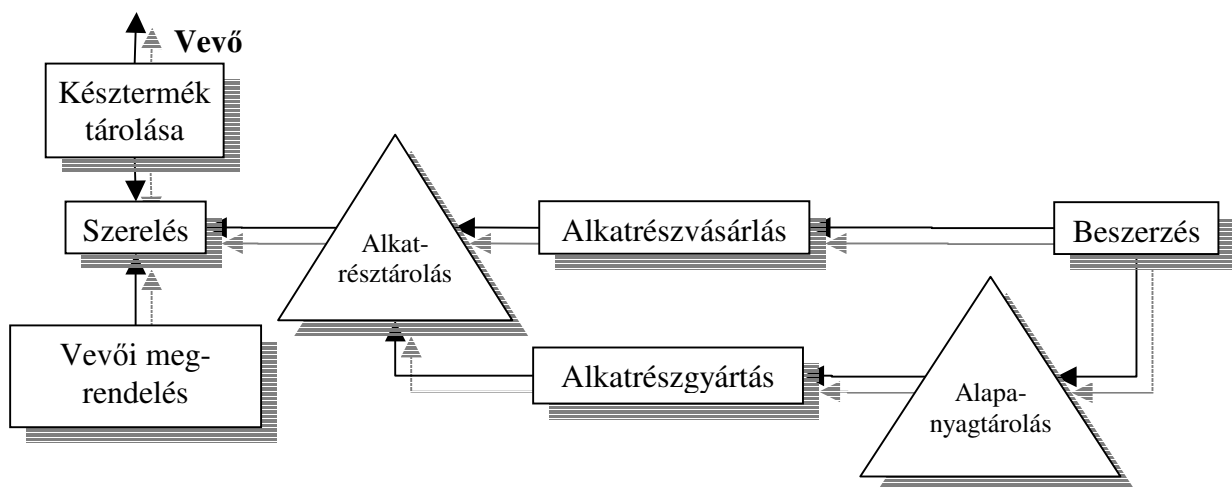 Vevő
Késztermék
tárolása
Szerelés
Alkat-
résztárolás
Alkatrészvásárlás
Beszerzés
Vevői meg-
rendelés
Alkatrészgyártás
Alapa-
nyagtárolás